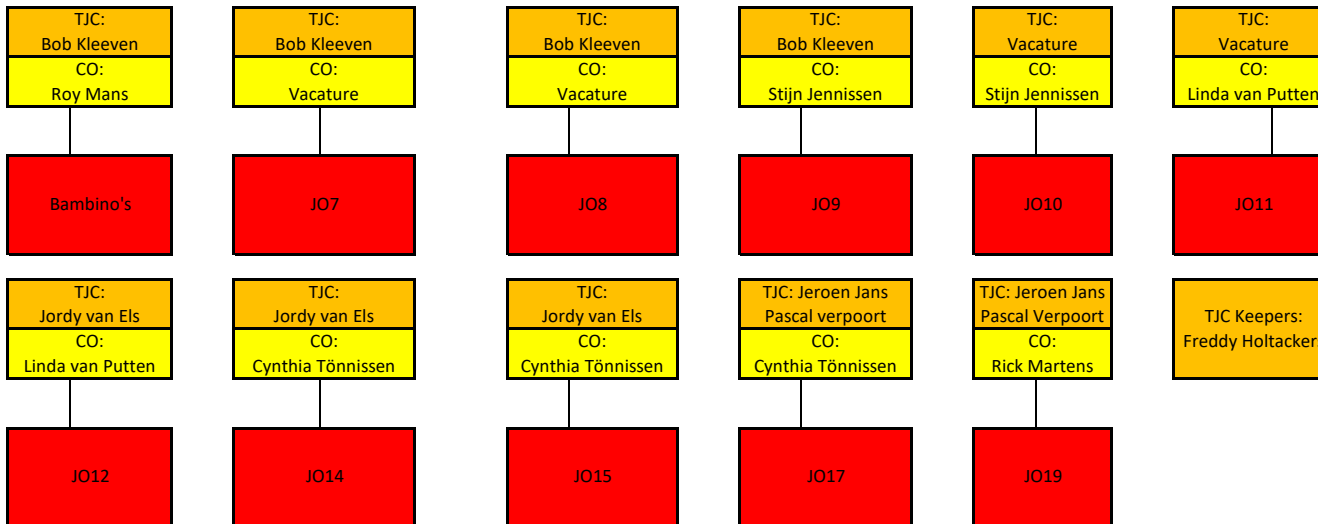 TJC:
Bob Kleeven
CO:
Roy Mans
Bambino's
TJC:
Bob Kleeven
CO:
Vacature
JO7
TJC:
Bob Kleeven
CO:
Vacature
JO8
TJC:
Bob Kleeven
CO:
Stijn Jennissen
JO9
TJC:
Vacature
CO:
Stijn Jennissen
JO10
TJC:
Vacature
CO:
Linda van Putten
JO11
TJC:
Jordy van Els
CO:
Linda van Putten
JO12
TJC:
Jordy van Els
CO:
Cynthia Tönnissen
JO14
TJC:
Jordy van Els
CO:
Cynthia Tönnissen
JO15
TJC: Jeroen Jans
Pascal verpoort
CO:
Cynthia Tönnissen
JO17
TJC: Jeroen Jans
Pascal Verpoort
CO:
Rick Martens
JO19
TJC Keepers:
Freddy Holtackers